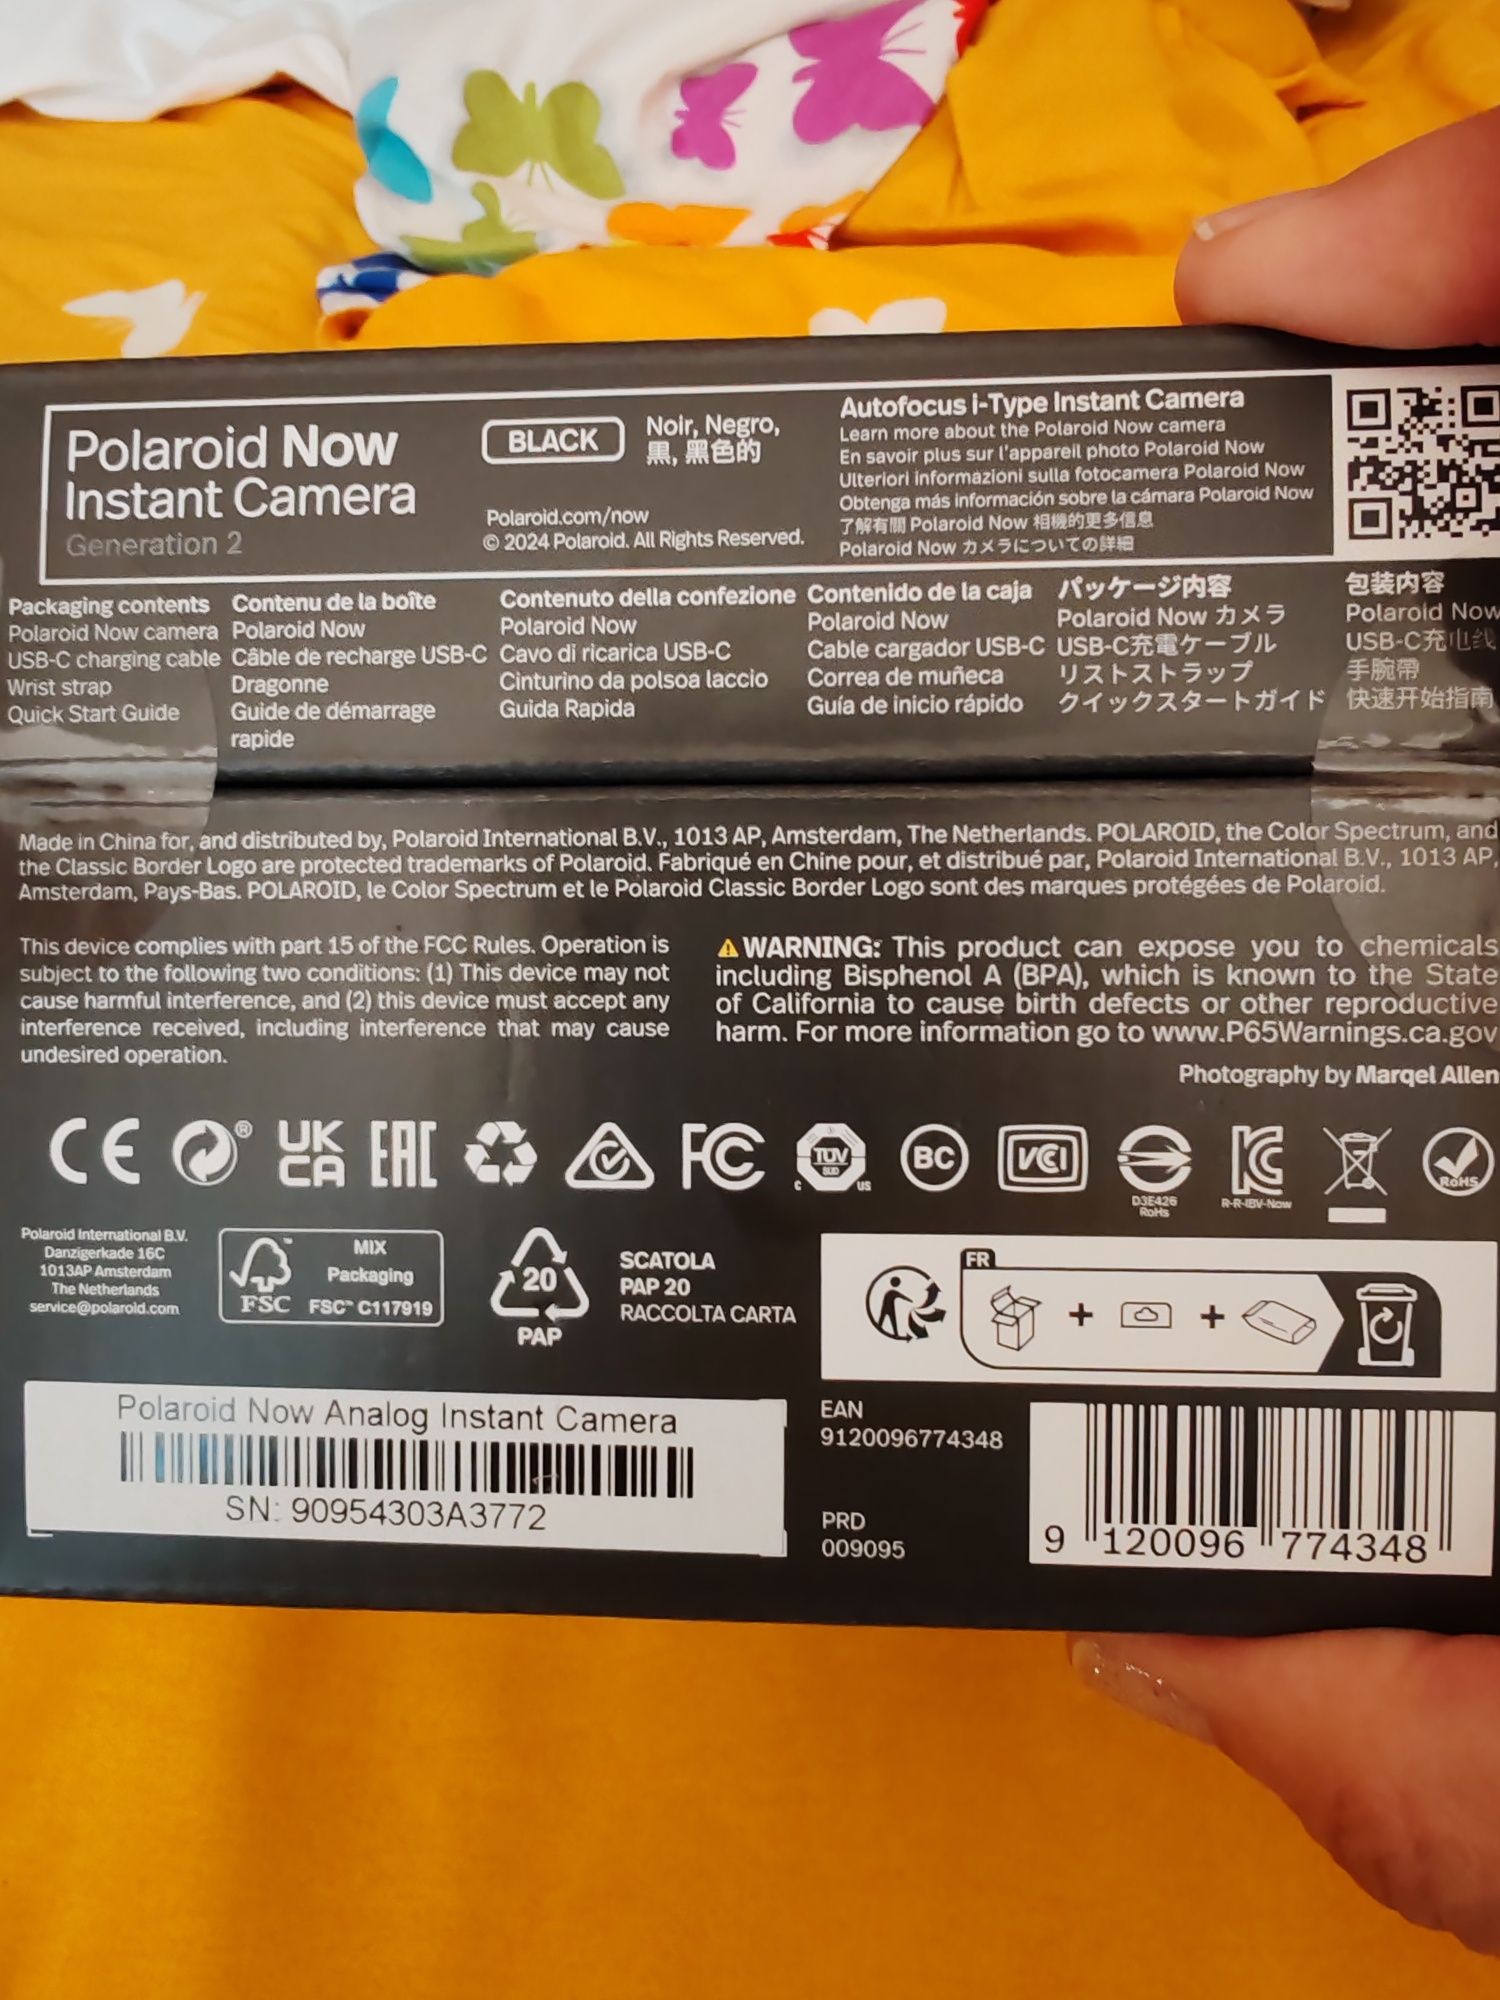 Polaroid Now
Instant Camera
Generation 2
BLACK
Noir, Negro,
黒, 黑色的
Polaroid.com/now
© 2024 Polaroid. All Rights Reserved.
Autofocus i-Type Instant Camera
Learn more about the Polaroid Now camera
En savoir plus sur l'appareil photo Polaroid Now
Ulteriori informazioni sulla fotocamera Polaroid Now
Obtenga más información sobre la cámara Polaroid Now
了解有關 Polaroid Now 相機的更多信息
Polaroid Now カメラについての詳細
Packaging contents
Polaroid Now camera
USB-C charging cable
Wrist strap
Quick Start Guide
Contenu de la boîte
Polaroid Now
Câble de recharge USB-C
Dragonne
Guide de démarrage
rapide
Contenuto della confezione
Polaroid Now
Cavo di ricarica USB-C
Cinturino da polsoa laccio
Guida Rapida
Contenido de la caja
Polaroid Now
Cable cargador USB-C
Correa de muñeca
Guía de inicio rápido
パッケージ内容
Polaroid Now カメラ
USB-C充電ケーブル
リストストラップ
クイックスタートガイド
包装内容
Polaroid Now
USB-C充电线
手腕帶
快速开始指南
Made in China for, and distributed by, Polaroid International B.V., 1013 AP, Amsterdam, The Netherlands. POLAROID, the Color Spectrum, and
the Classic Border Logo are protected trademarks of Polaroid. Fabriqué en Chine pour, et distribué par, Polaroid International B.V., 1013 AP,
Amsterdam, Pays-Bas. POLAROID, le Color Spectrum et le Polaroid Classic Border Logo sont des marques protégées de Polaroid.
This device complies with part 15 of the FCC Rules. Operation is
subject to the following two conditions: (1) This device may not
cause harmful interference, and (2) this device must accept any
interference received, including interference that may cause
undesired operation.
⚠ WARNING: This product can expose you to chemicals
including Bisphenol A (BPA), which is known to the State
of California to cause birth defects or other reproductive
harm. For more information go to www.P65Warnings.ca.gov
Photography by Marqel Allen
CE
®
UK
CA
EAC
FC
TÜV
SÜD
C US
BC
VCI
D3E426
RoHs
KC
R-R-IBV-Now
RoHS
Polaroid International B.V.
Danzigerkade 16C
1013AP Amsterdam
The Netherlands
service@polaroid.com
FSC
MIX
Packaging
FSC™ C117919
20
PAP
SCATOLA
PAP 20
RACCOLTA CARTA
FR
+ +
Polaroid Now Analog Instant Camera
SN: 90954303A3772
EAN
9120096774348
PRD
009095
9 120096 774348